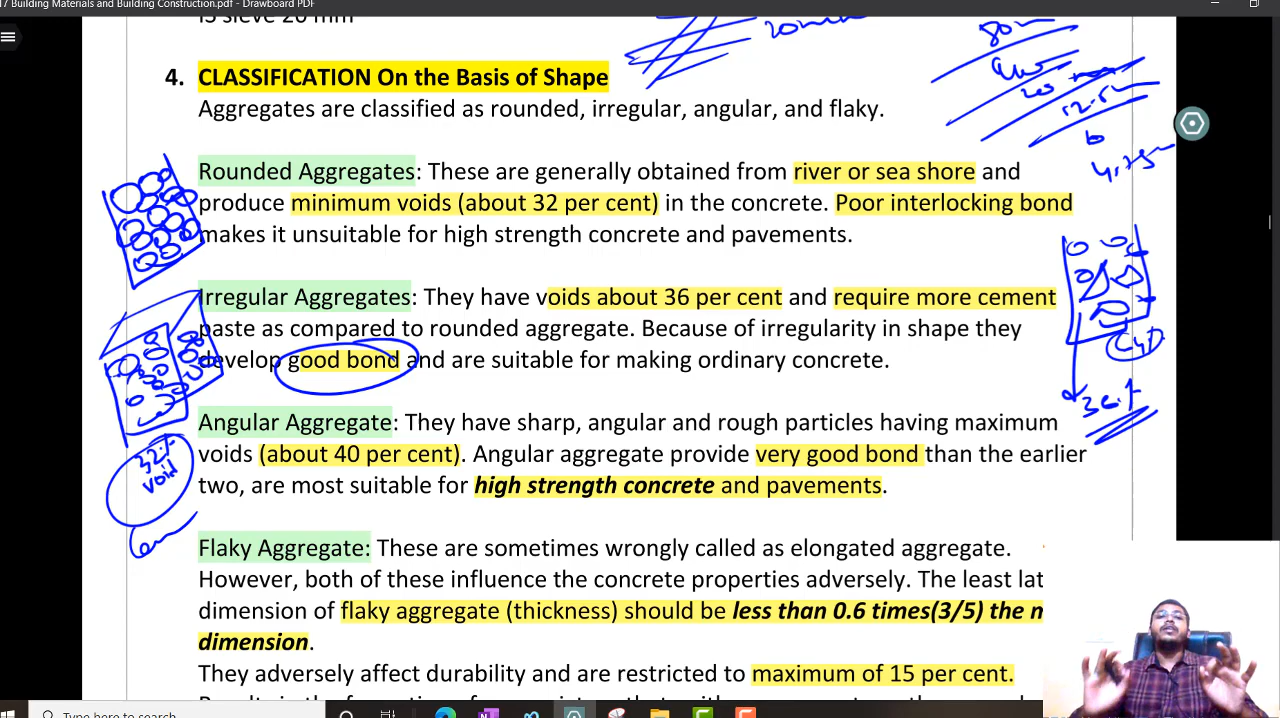 17 Building Materials and Building Construction.pdf - Drawboard PDF
IS sieve 20 mm
20mm
80m
4. CLASSIFICATION On the Basis of Shape
Aggregates are classified as rounded, irregular, angular, and flaky.
12.5
6
4.75m
Rounded Aggregates: These are generally obtained from river or sea shore and
produce minimum voids (about 32 per cent) in the concrete. Poor interlocking bond
makes it unsuitable for high strength concrete and pavements.
Irregular Aggregates: They have voids about 36 per cent and require more cement
paste as compared to rounded aggregate. Because of irregularity in shape they
develop good bond and are suitable for making ordinary concrete.
36%
Angular Aggregate: They have sharp, angular and rough particles having maximum
voids (about 40 per cent). Angular aggregate provide very good bond than the earlier
two, are most suitable for high strength concrete and pavements.
32%
void
Flaky Aggregate: These are sometimes wrongly called as elongated aggregate.
However, both of these influence the concrete properties adversely. The least lat
dimension of flaky aggregate (thickness) should be less than 0.6 times(3/5) the m
dimension.
They adversely affect durability and are restricted to maximum of 15 per cent.
Type here to search